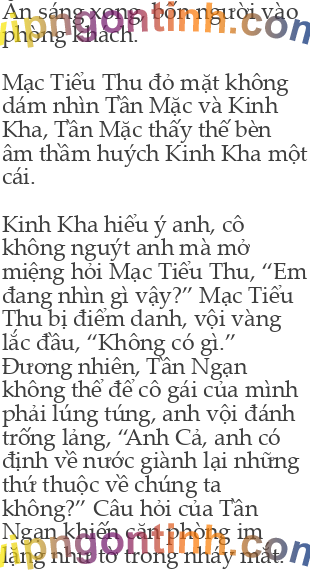 Ăn sáng xong, bốn người vào
phòng khách.
Mạc Tiểu Thu đỏ mặt không
dám nhìn Tần Mặc và Kinh
Kha, Tần Mặc thấy thế bèn
âm thầm huých Kinh Kha một
cái.
Kinh Kha hiểu ý anh, cô
không nguýt anh mà mở
miệng hỏi Mạc Tiểu Thu, “Em
đang nhìn gì vậy?” Mạc Tiểu
Thu bị điểm danh, vội vàng
lắc đầu, “Không có gì.”
Đương nhiên, Tần Ngạn
không thể để cô gái của mình
phải lúng túng, anh vội đánh
trống lảng, “Anh Cả, anh có
định về nước giành lại những
thứ thuộc về chúng ta
không?” Câu hỏi của Tần
Ngạn khiến căn phòng im
lặng như tờ trong nháy mắt.